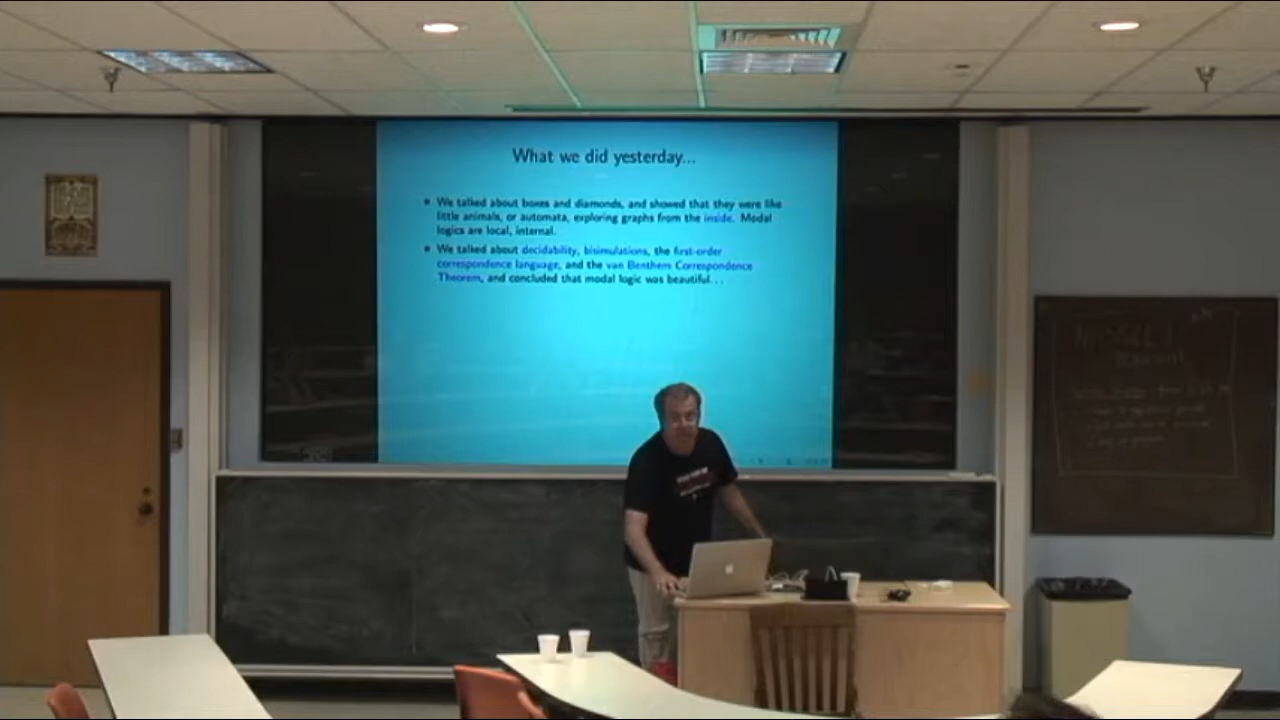 What we did yesterday...
• We talked about boxes and diamonds, and showed that they were like
little animals, or automata, exploring graphs from the inside. Modal
logics are local, internal.
• We talked about decidability, bisimulations, the first-order
correspondence language, and the van Benthem Correspondence
Theorem, and concluded that modal logic was beautiful...